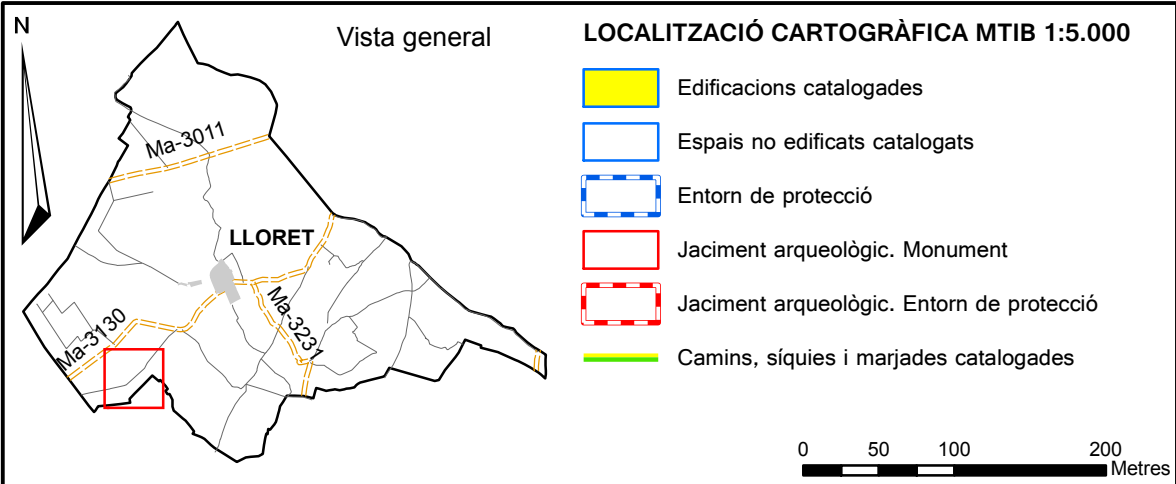 N
Vista general
Ma-3011
LLORET
Ma-3130
Ma-3231
LOCALITZACIÓ CARTOGRÀFICA MTIB 1:5.000
Edificacions catalogades
Espais no edificats catalogats
Entorn de protecció
Jaciment arqueològic. Monument
Jaciment arqueològic. Entorn de protecció
Camins, síquies i marjades catalogades
0 50 100 200
Metres